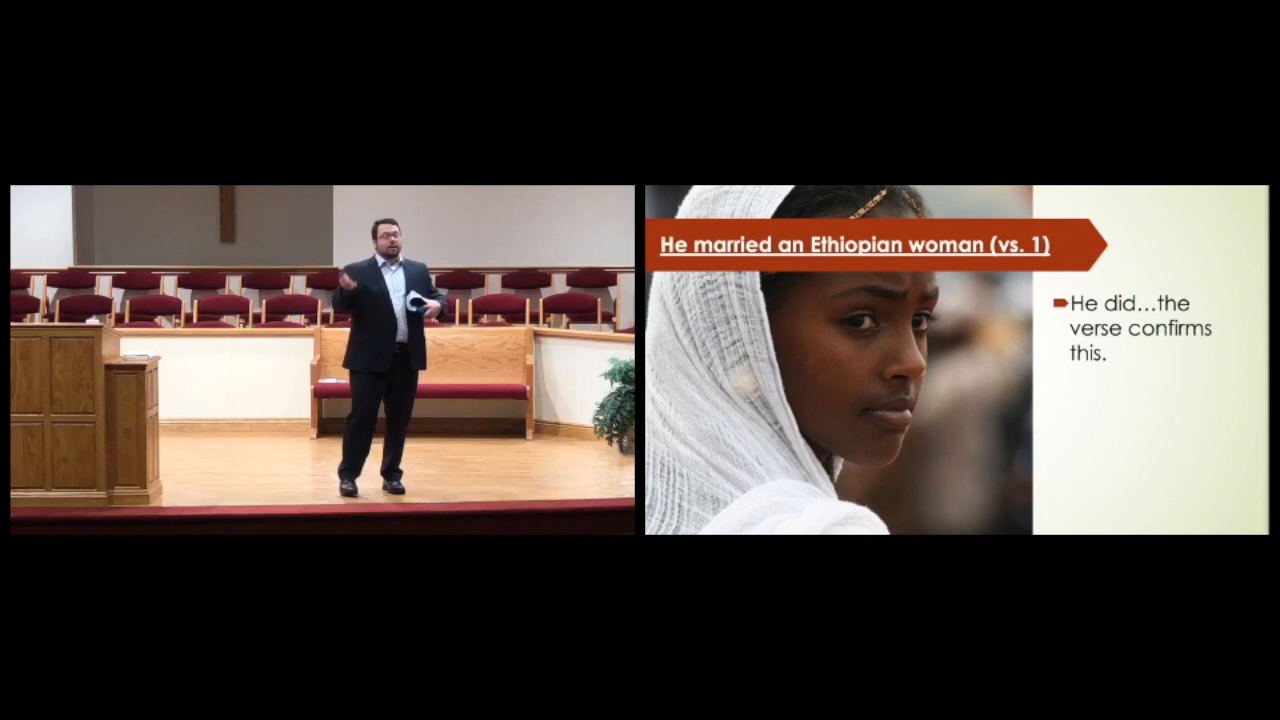 He married an Ethiopian woman (vs. 1)
He did...the
verse confirms
this.